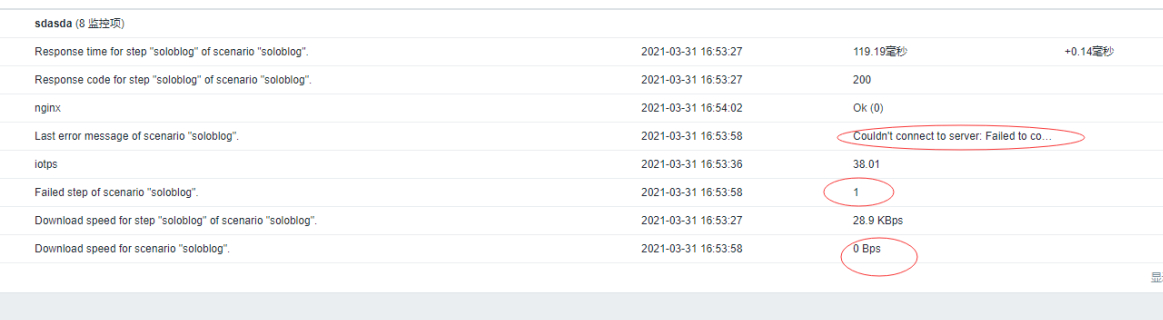 sdasda (8 监控项)
Response time for step "soloblog" of scenario "soloblog". 2021-03-31 16:53:27 119.19毫秒 +0.14毫秒
Response code for step "soloblog" of scenario "soloblog". 2021-03-31 16:53:27 200
nginx 2021-03-31 16:54:02 Ok (0)
Last error message of scenario "soloblog". 2021-03-31 16:53:58 Couldn't connect to server: Failed to co...
iotps 2021-03-31 16:53:36 38.01
Failed step of scenario "soloblog". 2021-03-31 16:53:58 1
Download speed for step "soloblog" of scenario "soloblog". 2021-03-31 16:53:27 28.9 KBps
Download speed for scenario "soloblog". 2021-03-31 16:53:58 0 Bps
显